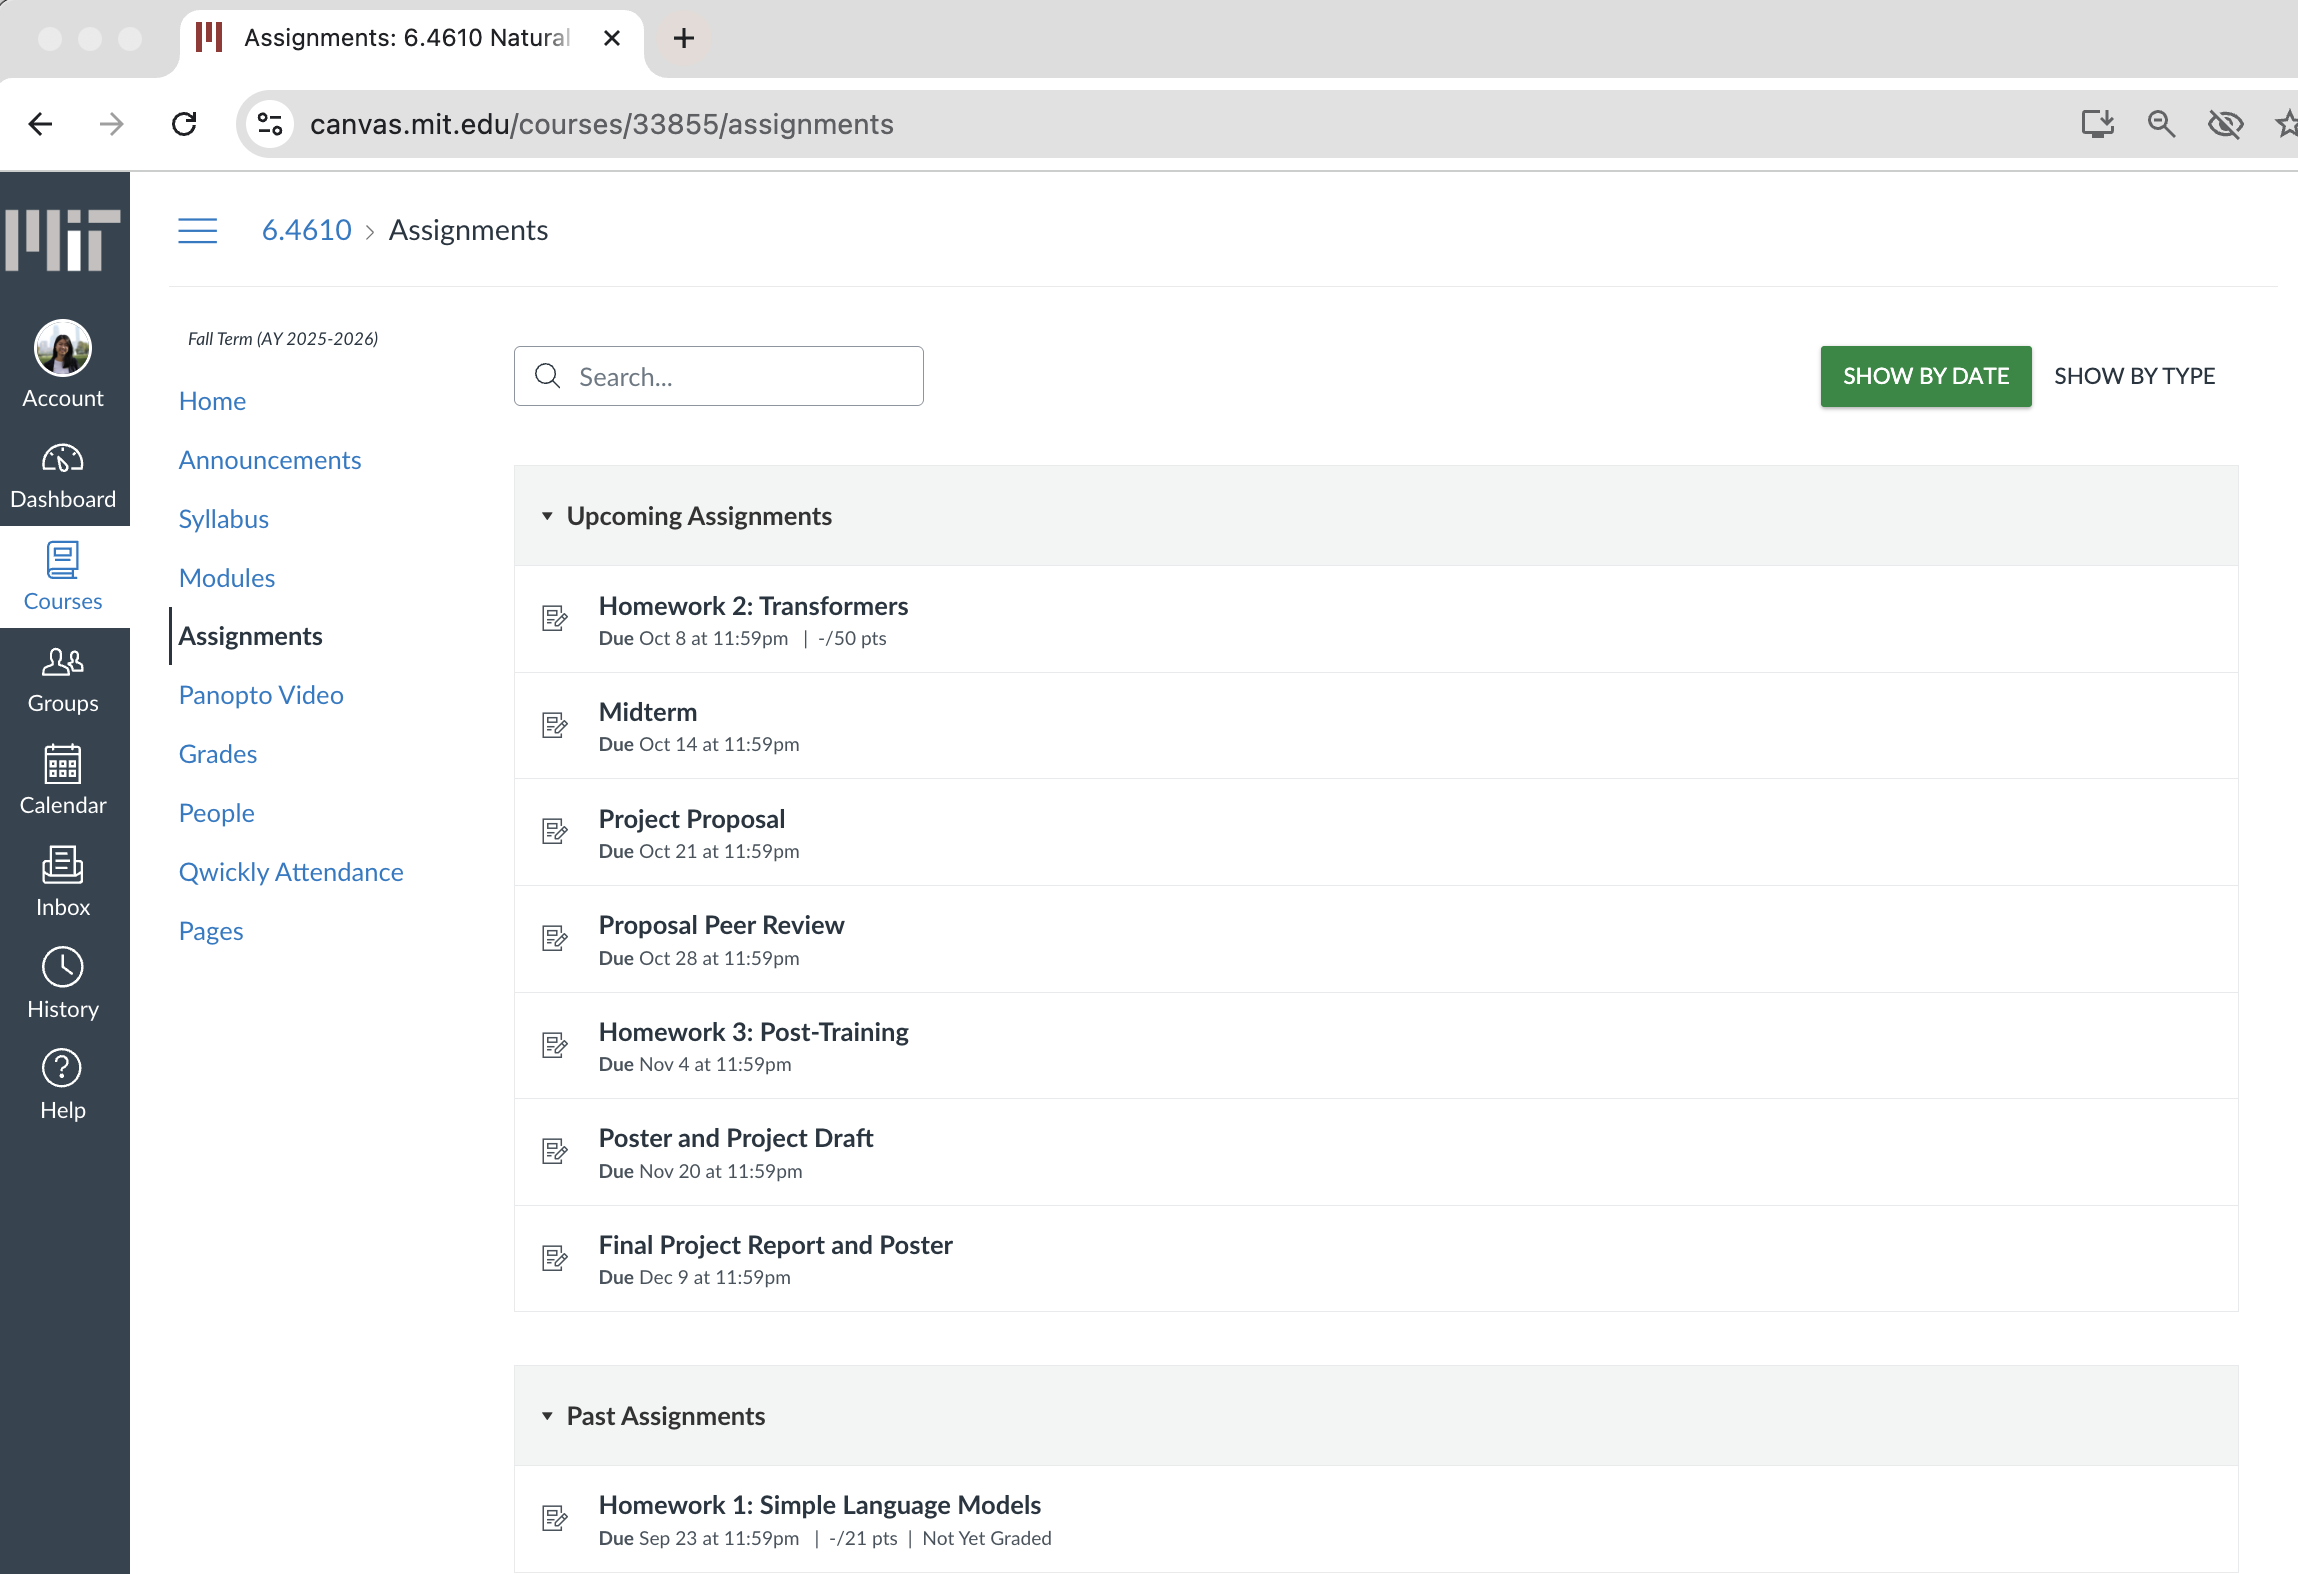 Assignments: 6.4610 Natural
canvas.mit.edu/courses/33855/assignments
MIT
Account
Dashboard
Courses
Groups
Calendar
Inbox
History
Help
6.4610 > Assignments
Fall Term (AY 2025-2026)
Home
Announcements
Syllabus
Modules
Assignments
Panopto Video
Grades
People
Qwickly Attendance
Pages
Search...
SHOW BY DATE
SHOW BY TYPE
Upcoming Assignments
Homework 2: Transformers
Due Oct 8 at 11:59pm | -/50 pts
Midterm
Due Oct 14 at 11:59pm
Project Proposal
Due Oct 21 at 11:59pm
Proposal Peer Review
Due Oct 28 at 11:59pm
Homework 3: Post-Training
Due Nov 4 at 11:59pm
Poster and Project Draft
Due Nov 20 at 11:59pm
Final Project Report and Poster
Due Dec 9 at 11:59pm
Past Assignments
Homework 1: Simple Language Models
Due Sep 23 at 11:59pm | -/21 pts | Not Yet Graded